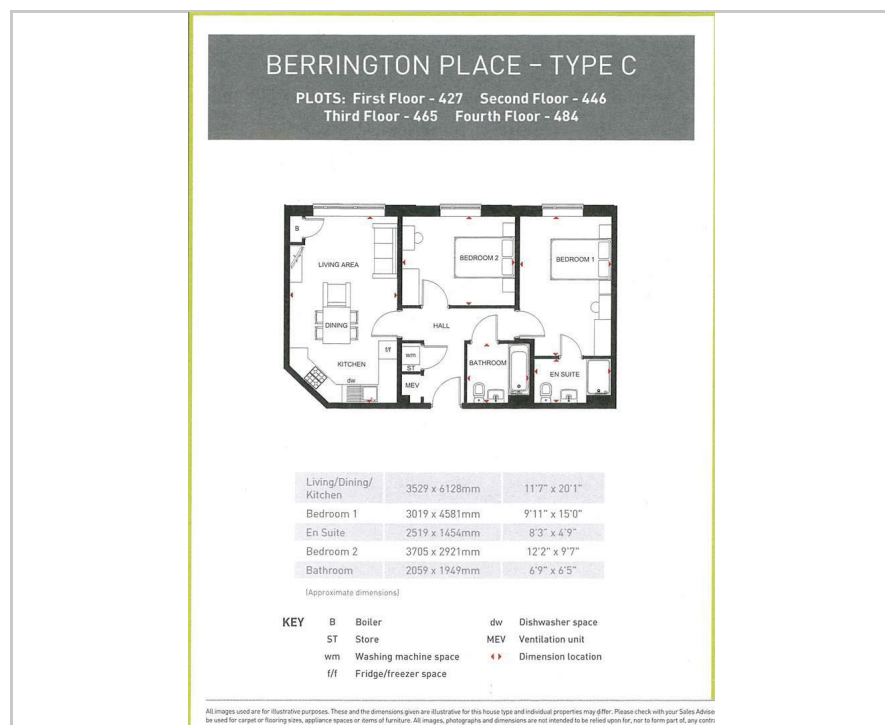 BERRINGTON PLACE – TYPE C
PLOTS: First Floor - 427 Second Floor - 446
Third Floor - 465 Fourth Floor - 484
B
LIVING AREA
BEDROOM 2
BEDROOM 1
DINING
HALL
f/f
KITCHEN
wm
ST
BATHROOM
dw
MEV
EN SUITE
Living/Dining/
Kitchen 3529 x 6128mm 11'7" x 20'1"
Bedroom 1 3019 x 4581mm 9'11" x 15'0"
En Suite 2519 x 1454mm 8'3" x 4'9"
Bedroom 2 3705 x 2921mm 12'2" x 9'7"
Bathroom 2059 x 1949mm 6'9" x 6'5"
(Approximate dimensions)
KEY B Boiler dw Dishwasher space
ST Store MEV Ventilation unit
wm Washing machine space Dimension location
f/f Fridge/freezer space
All images used are for illustrative purposes. These and the dimensions given are illustrative for this house type and individual properties may differ. Please check with your Sales Advise
be used for carpet or flooring sizes, appliance spaces or items of furniture. All images, photographs and dimensions are not intended to be relied upon for, nor to form part of, any contra